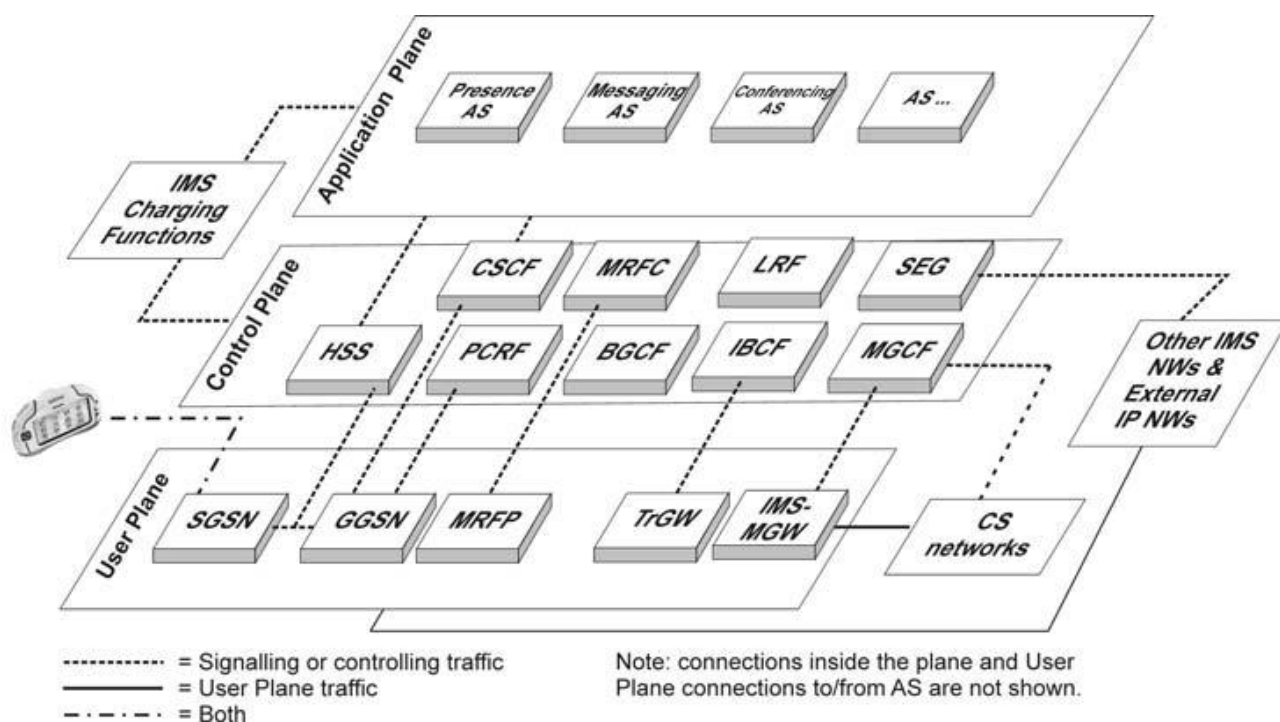 Application Plane
Presence
AS
Messaging
AS
Conferencing
AS
AS ...
IMS
Charging
Functions
Control Plane
CSCF
MRFC
LRF
SEG
HSS
PCRF
BGCF
IBCF
MGCF
Other IMS
NWs &
External
IP NWs
User Plane
SGSN
GGSN
MRFP
TrGW
IMS-
MGW
CS
networks
= Signalling or controlling traffic
= User Plane traffic
= Both
Note: connections inside the plane and User
Plane connections to/from AS are not shown.